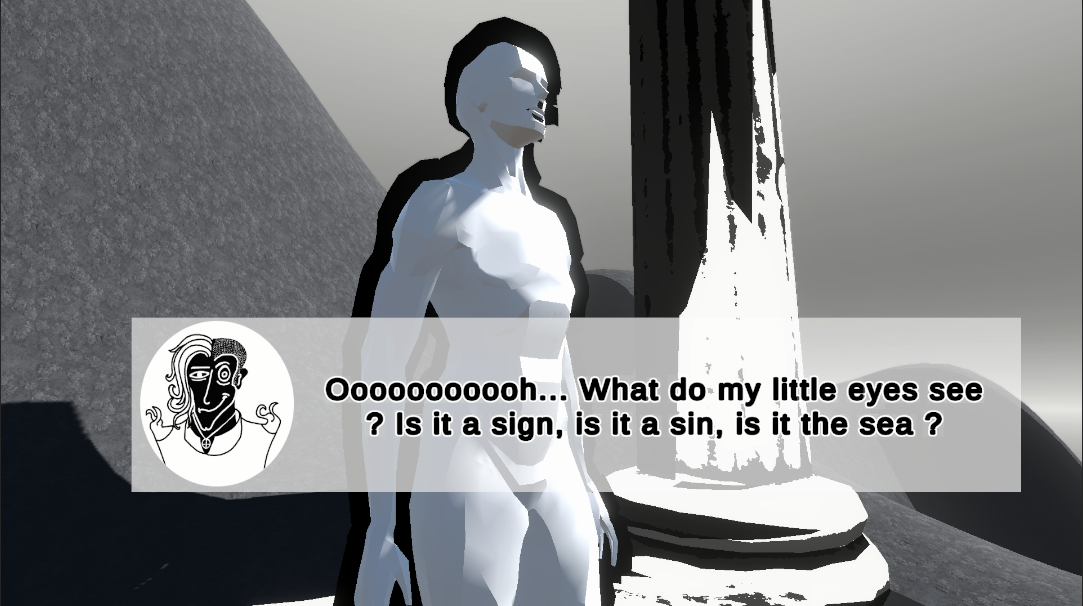 Ooooooooooh... What do my little eyes see
? Is it a sign, is it a sin, is it the sea ?